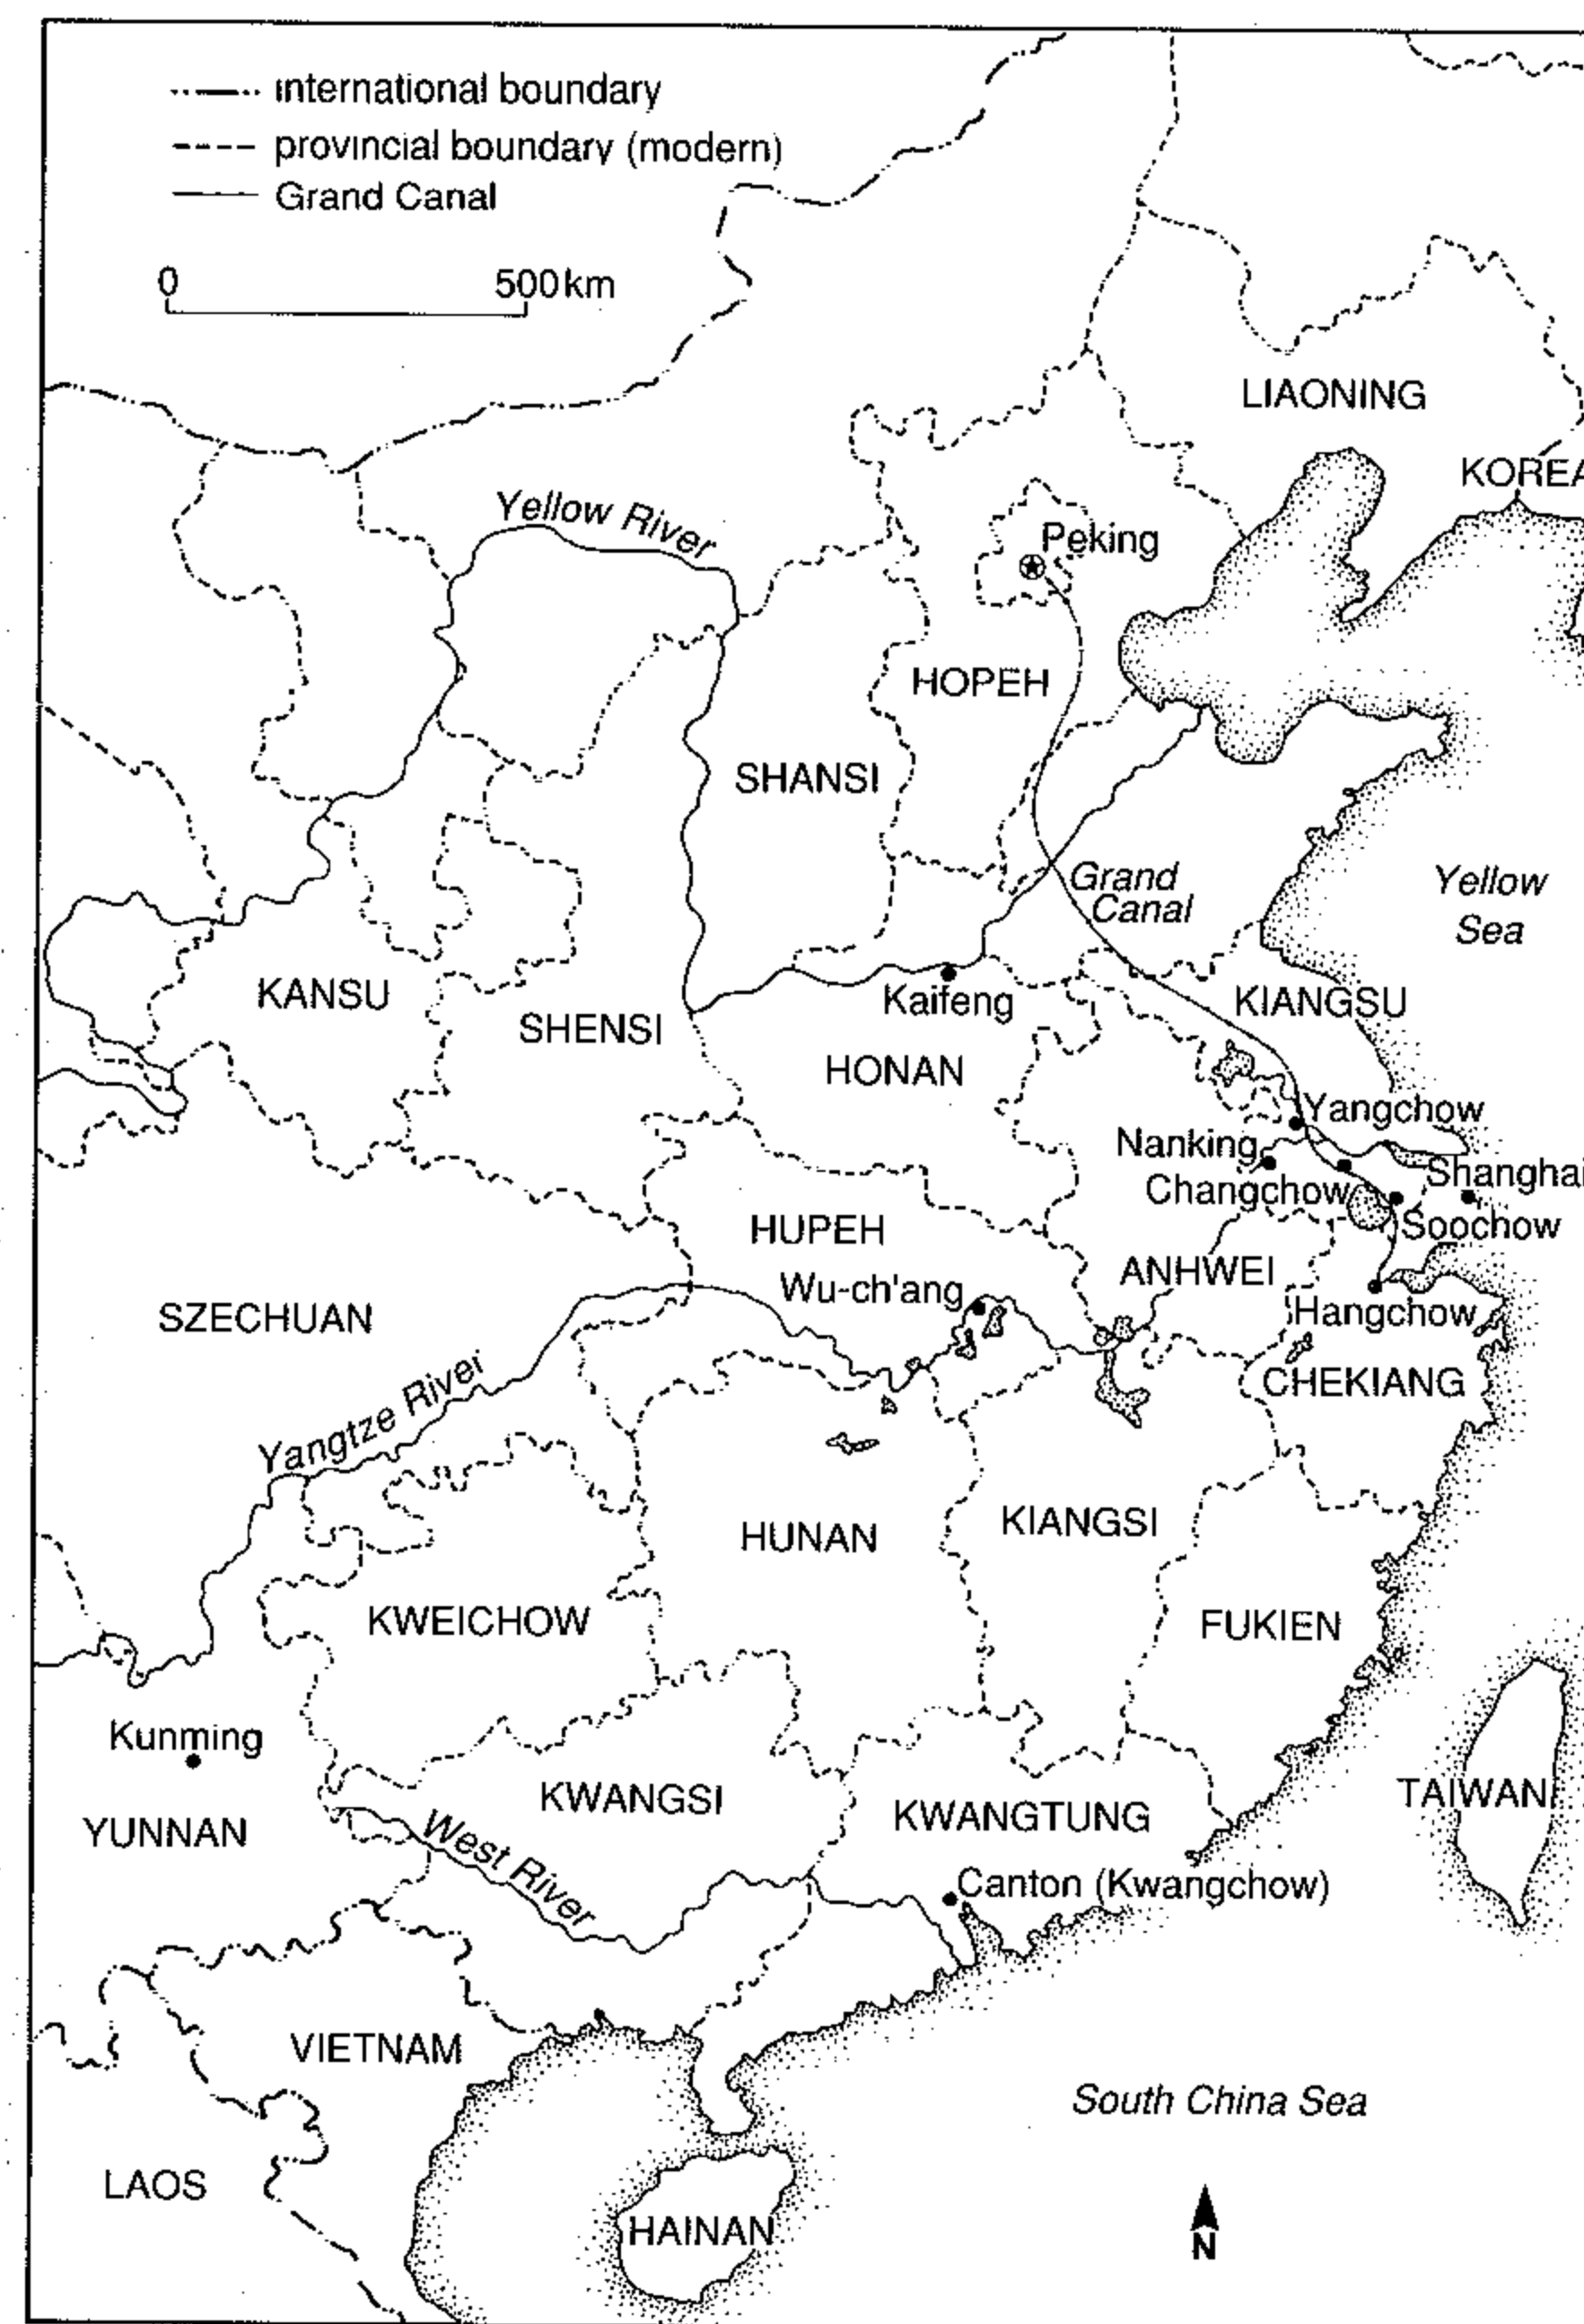 international boundary
provincial boundary (modern)
Grand Canal
0 500km
LIAONING
KOREA
Yellow River
Peking
HOPEH
SHANSI
Grand
Canal
Yellow
Sea
KANSU
SHENSI
Kaifeng
KIANGSU
HONAN
Yangchow
Nanking
Changchow
Shanghai
Soochow
HUPEH
ANHWEI
Wu-ch'ang
Hangchow
SZECHUAN
CHEKIANG
Yangtze River
HUNAN
KIANGSI
KWEICHOW
FUKIEN
Kunming
KWANGSI
KWANGTUNG
TAIWAN
YUNNAN
West River
Canton (Kwangchow)
VIETNAM
South China Sea
LAOS
HAINAN
N